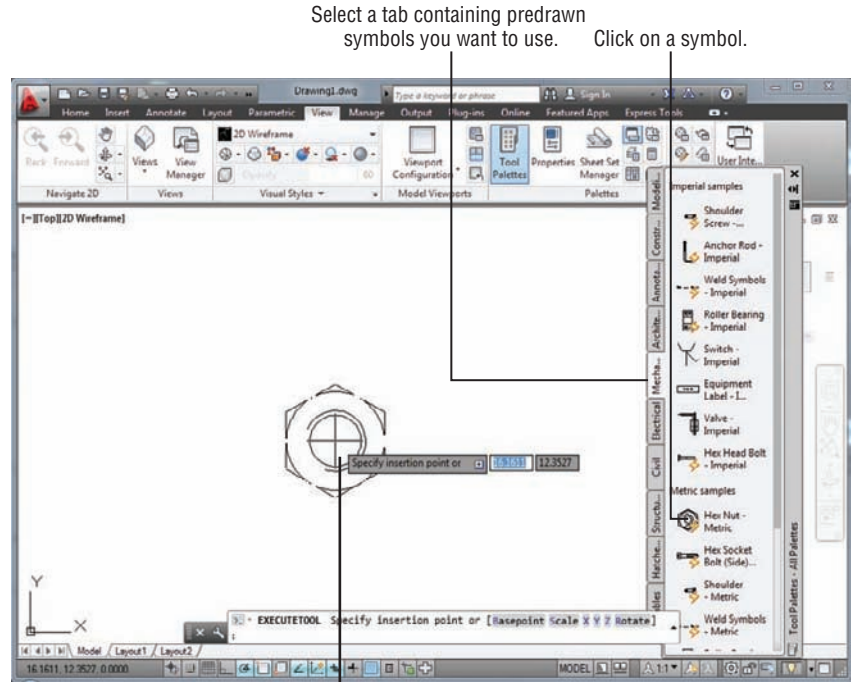 Select a tab containing predrawn
symbols you want to use.
Click on a symbol.
Drawing1.dwg
Type a keyword or phrase
Sign In
Home Insert Annotate Layout Parametric View Manage Output Plug-ins Online Featured Apps Express Tools
Back Forward
Views
View
Manager
2D Wireframe
Opacity 60
Viewport
Configuration
Tool
Palettes
Properties
Sheet Set
Manager
User Inte...
Navigate 2D
Views
Visual Styles
Model Viewports
Palettes
[−][Top][2D Wireframe]
Modeli...
Constr...
Annota...
Archite...
Mecha...
Electrical
Civil
Structu...
Hatche...
bles
Imperial samples
Shoulder
Screw -...
Anchor Rod -
Imperial
Weld Symbols
- Imperial
Roller Bearing
- Imperial
Switch -
Imperial
Equipment
Label - I...
Valve -
Imperial
Hex Head Bolt
- Imperial
Metric samples
Hex Nut -
Metric
Hex Socket
Bolt (Side)...
Shoulder
- Metric
Weld Symbols
- Metric
Tool Palettes - All Palettes
Specify insertion point or
12.3527
Y
X
EXECUTETOOL Specify insertion point or [Basepoint Scale X Y Z Rotate]
:
Model Layout1 Layout2
16.1611, 12.3527, 0.0000
MODEL
1:1